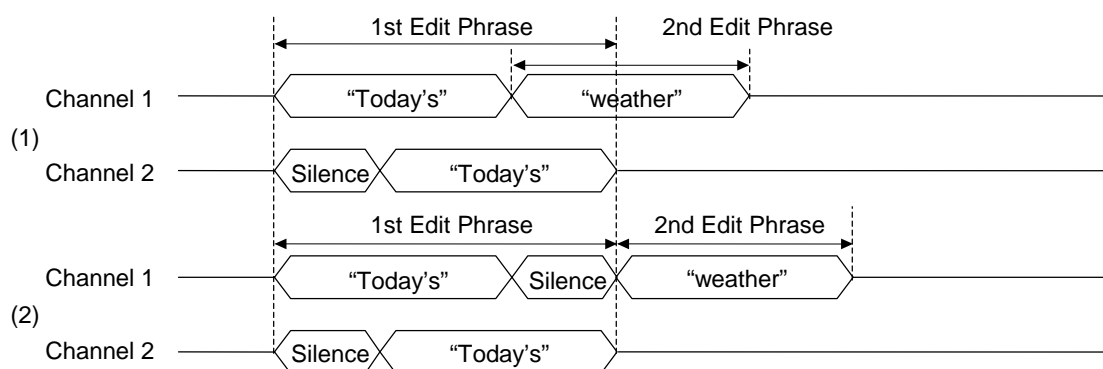 1st Edit Phrase
2nd Edit Phrase
Channel 1 “Today's” “weather”
(1)
Channel 2 Silence “Today's”
1st Edit Phrase 2nd Edit Phrase
Channel 1 “Today's” Silence “weather”
(2)
Channel 2 Silence “Today's”